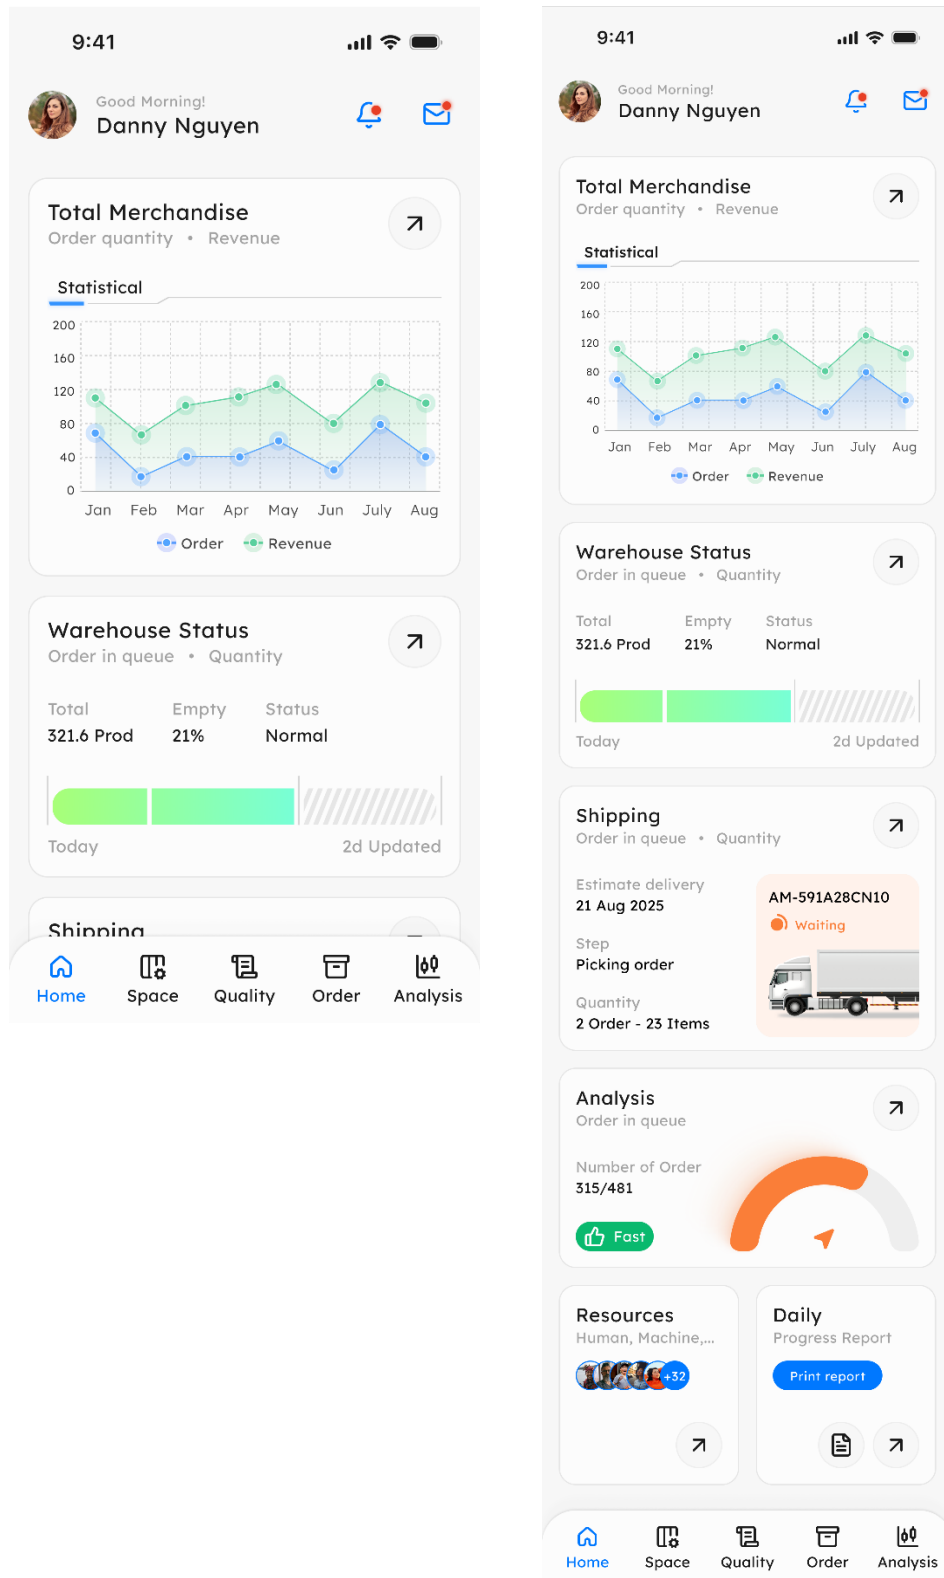 9:41
Good Morning!
Danny Nguyen
Total Merchandise
Order quantity • Revenue
Statistical
200
160
120
80
40
0
Jan Feb Mar Apr May Jun July Aug
Order Revenue
Warehouse Status
Order in queue • Quantity
Total Empty Status
321.6 Prod 21% Normal
Today 2d Updated
Shipping
Home Space Quality Order Analysis
9:41
Good Morning!
Danny Nguyen
Total Merchandise
Order quantity • Revenue
Statistical
200
160
120
80
40
0
Jan Feb Mar Apr May Jun July Aug
Order Revenue
Warehouse Status
Order in queue • Quantity
Total Empty Status
321.6 Prod 21% Normal
Today 2d Updated
Shipping
Order in queue • Quantity
Estimate delivery
21 Aug 2025
Step
Picking order
Quantity
2 Order - 23 Items
AM-591A28CN10
Waiting
Analysis
Order in queue
Number of Order
315/481
Fast
Resources
Human, Machine,...
+32
Daily
Progress Report
Print report
Home Space Quality Order Analysis